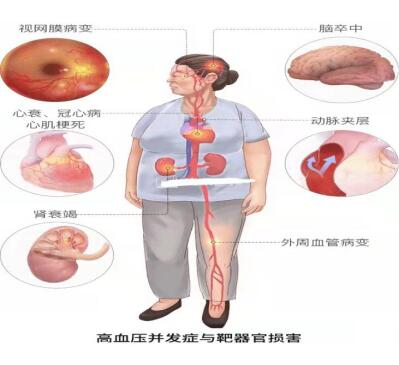 视网膜病变
脑卒中
心衰、冠心病
心肌梗死
动脉夹层
肾衰竭
外周血管病变
高血压并发症与靶器官损害